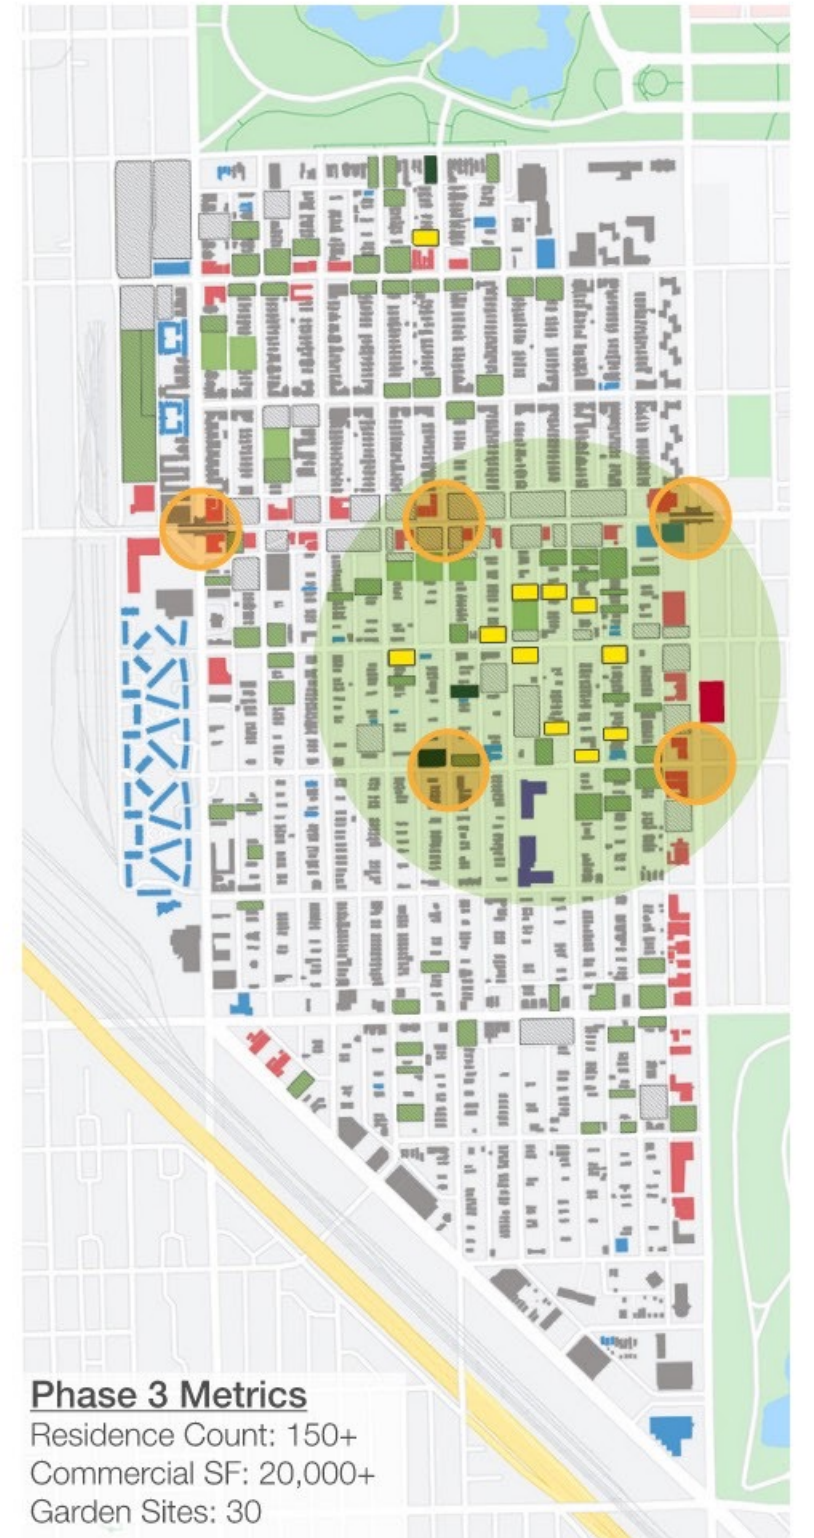 Phase 3 Metrics
Residence Count: 150+
Commercial SF: 20,000+
Garden Sites: 30